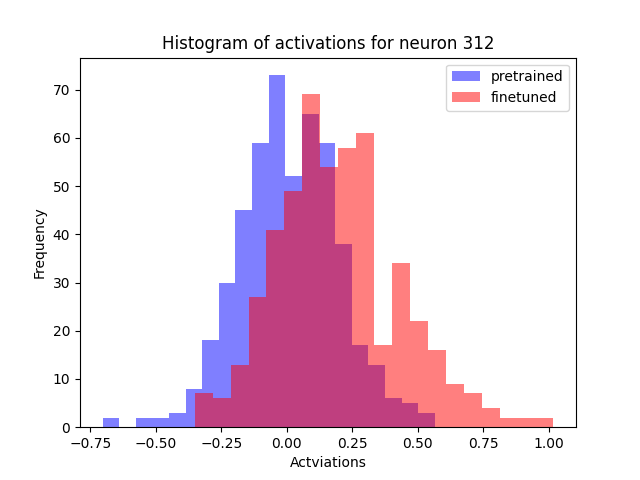 Histogram of activations for neuron 312
pretrained
finetuned
Frequency
70
60
50
40
30
20
10
0
−0.75 −0.50 −0.25 0.00 0.25 0.50 0.75 1.00
Actviations